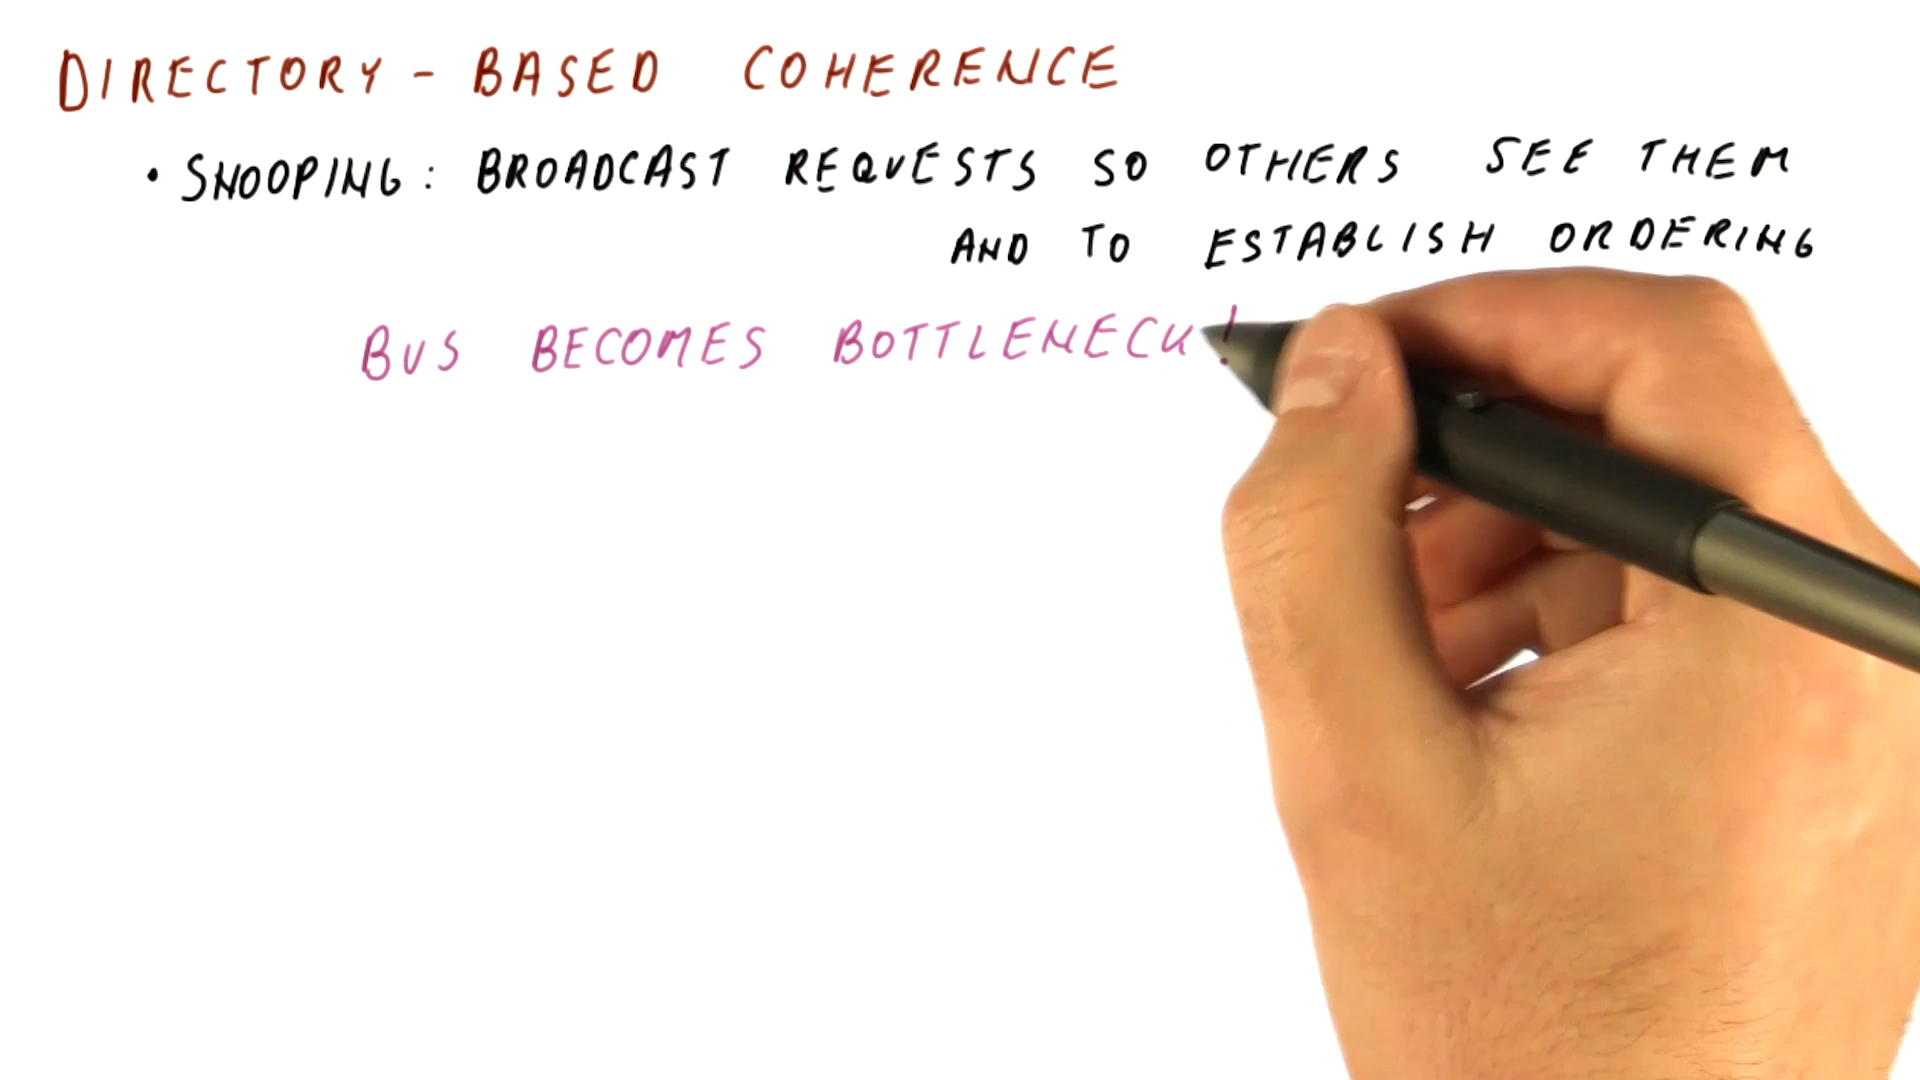 DIRECTORY - BASED COHERENCE
• SNOOPING: BROADCAST REQUESTS SO OTHERS SEE THEM
AND TO ESTABLISH ORDERING
BUS BECOMES BOTTLENECK!